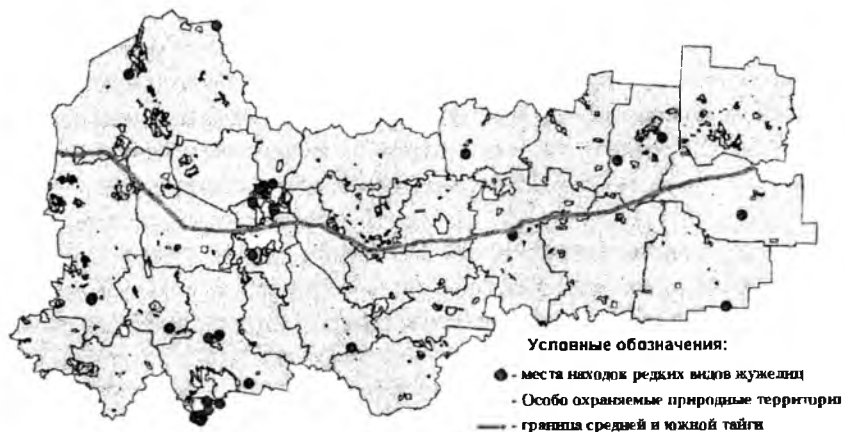 Условные обозначения:
- места находок редких видов жужелиц
- Особо охраняемые природные территории
- граница средней и южной тайги